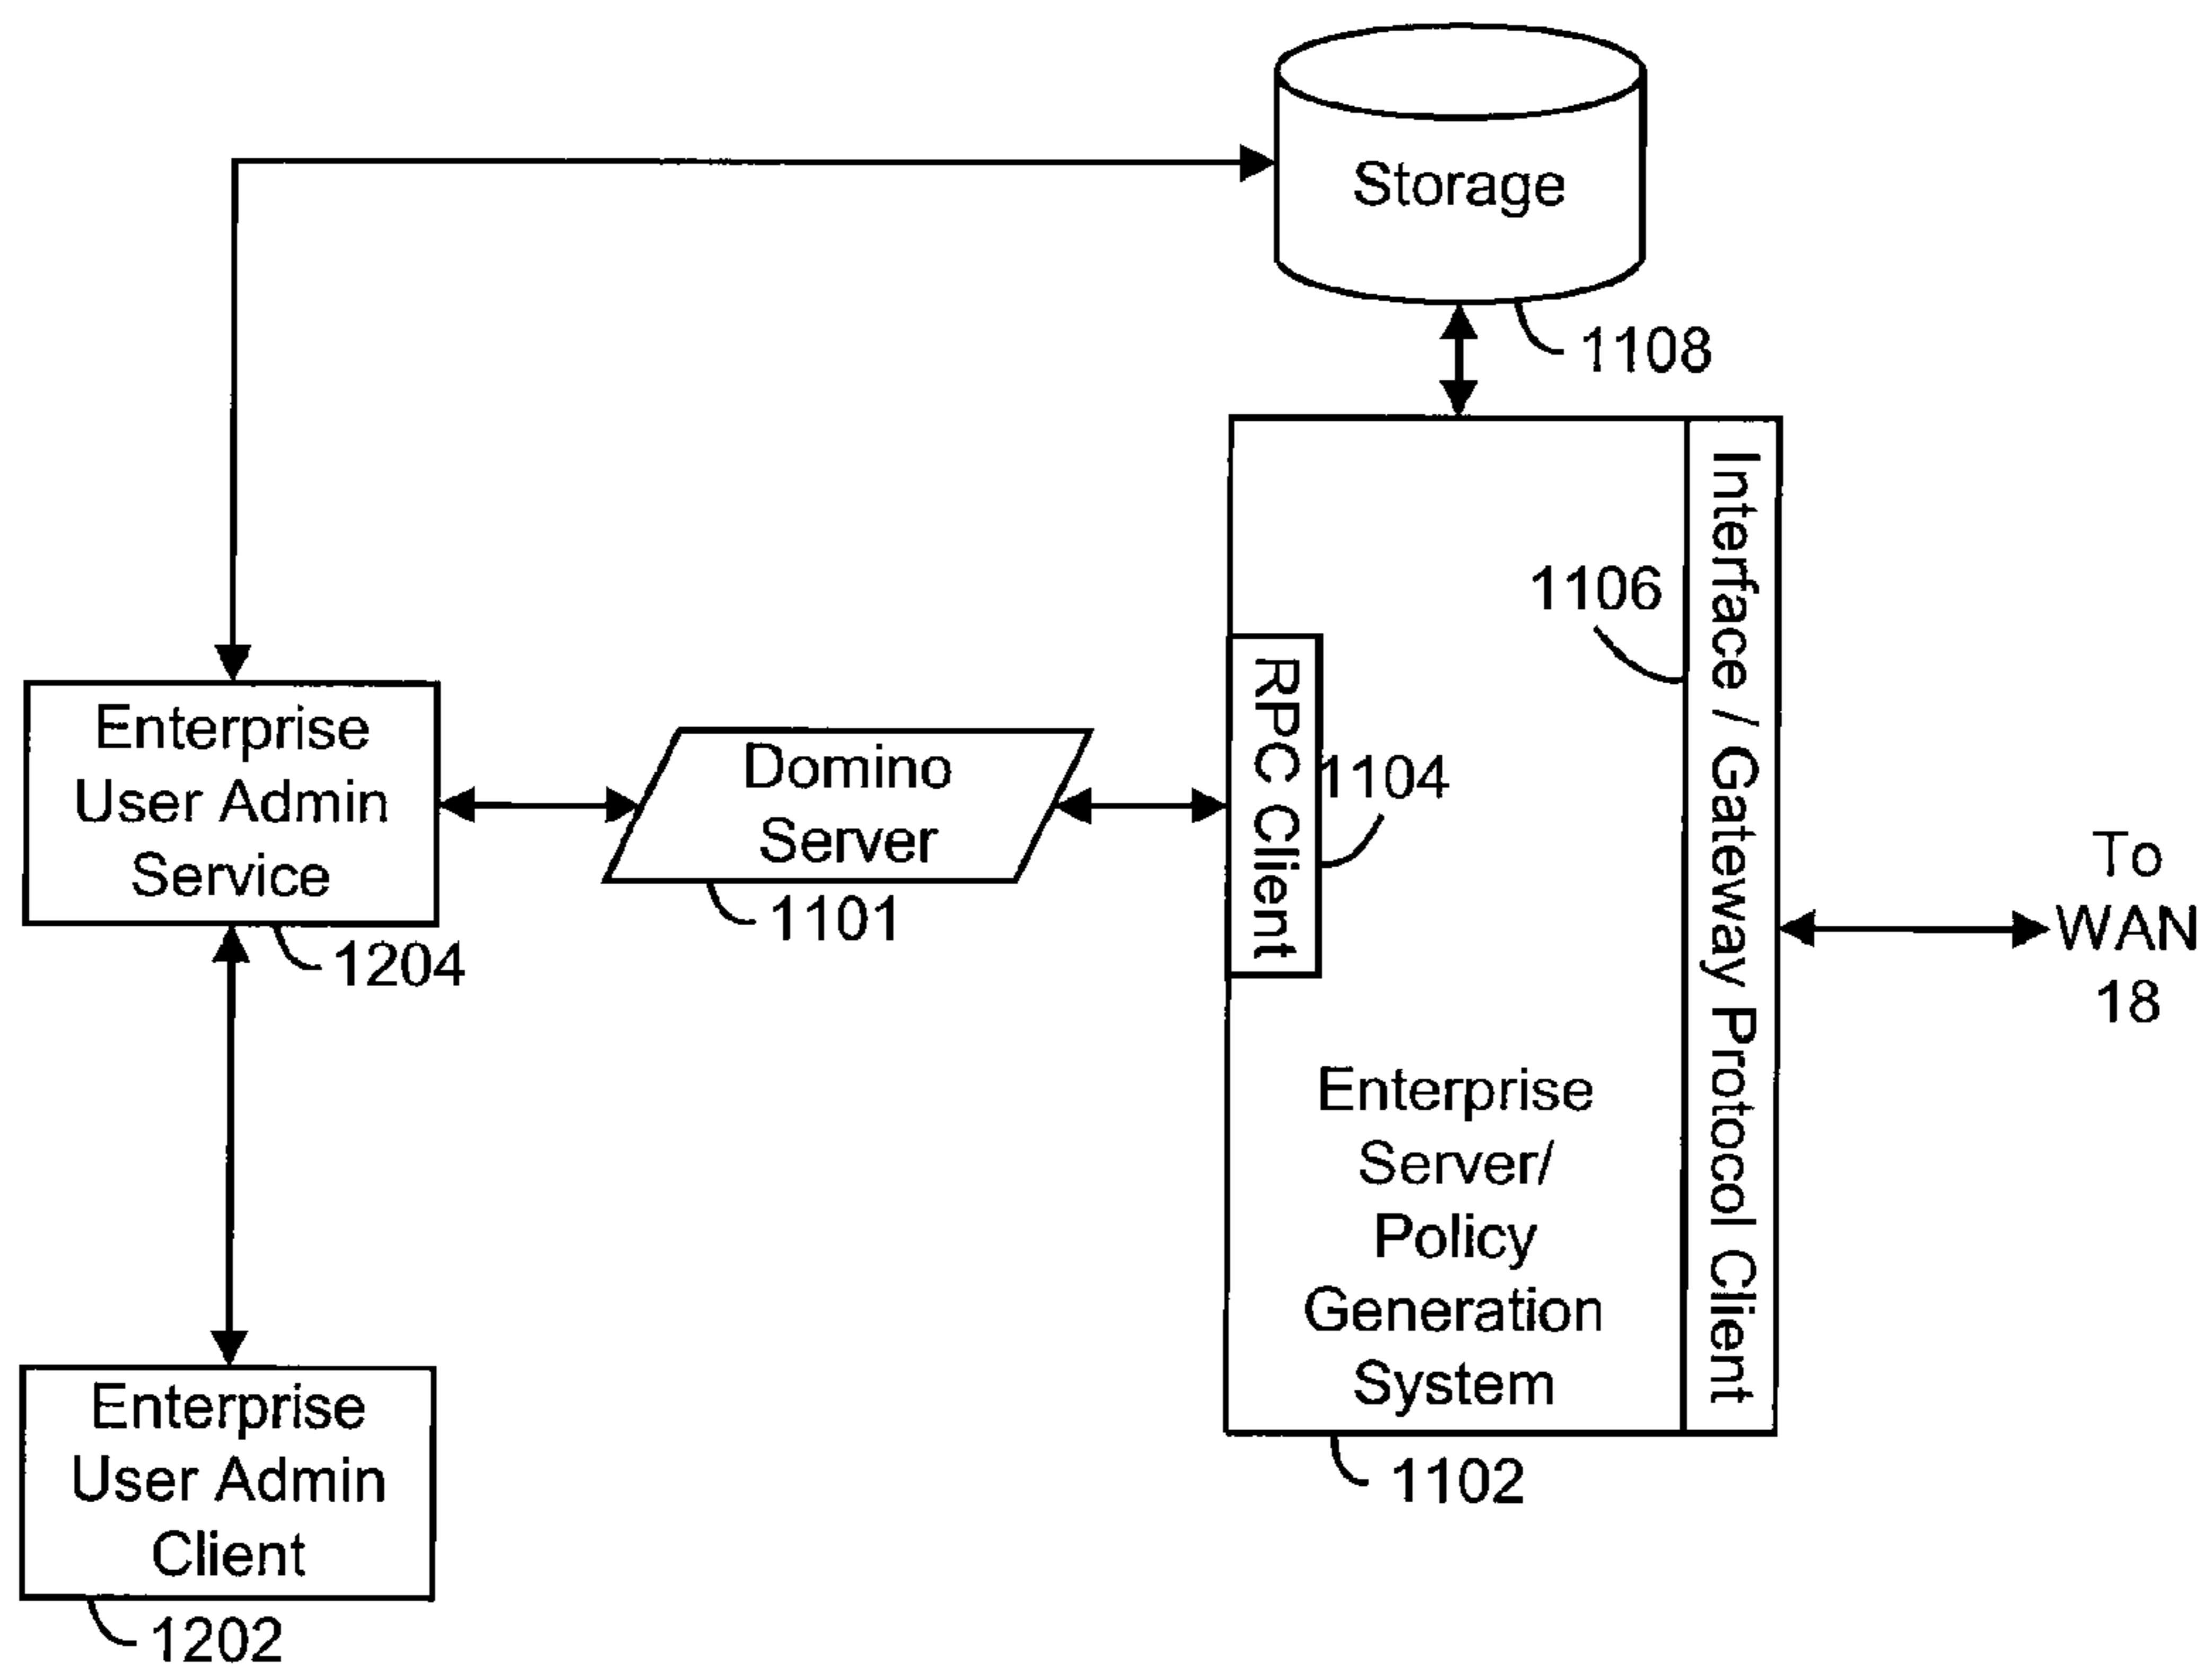 Storage
1108
Interface / Gateway Protocol Client
1106
RPC Client
1104
Enterprise
User Admin
Service
1204
Domino
Server
1101
To
WAN
18
Enterprise
Server/
Policy
Generation
System
1102
Enterprise
User Admin
Client
1202